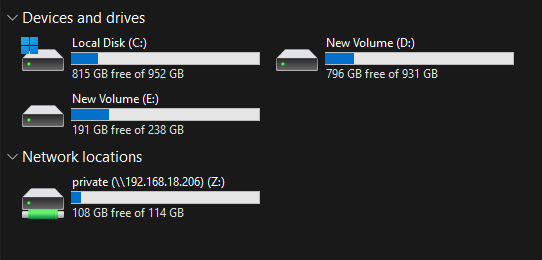 Devices and drives
Local Disk (C:)
815 GB free of 952 GB
New Volume (D:)
796 GB free of 931 GB
New Volume (E:)
191 GB free of 238 GB
Network locations
private (\\192.168.18.206) (Z:)
108 GB free of 114 GB